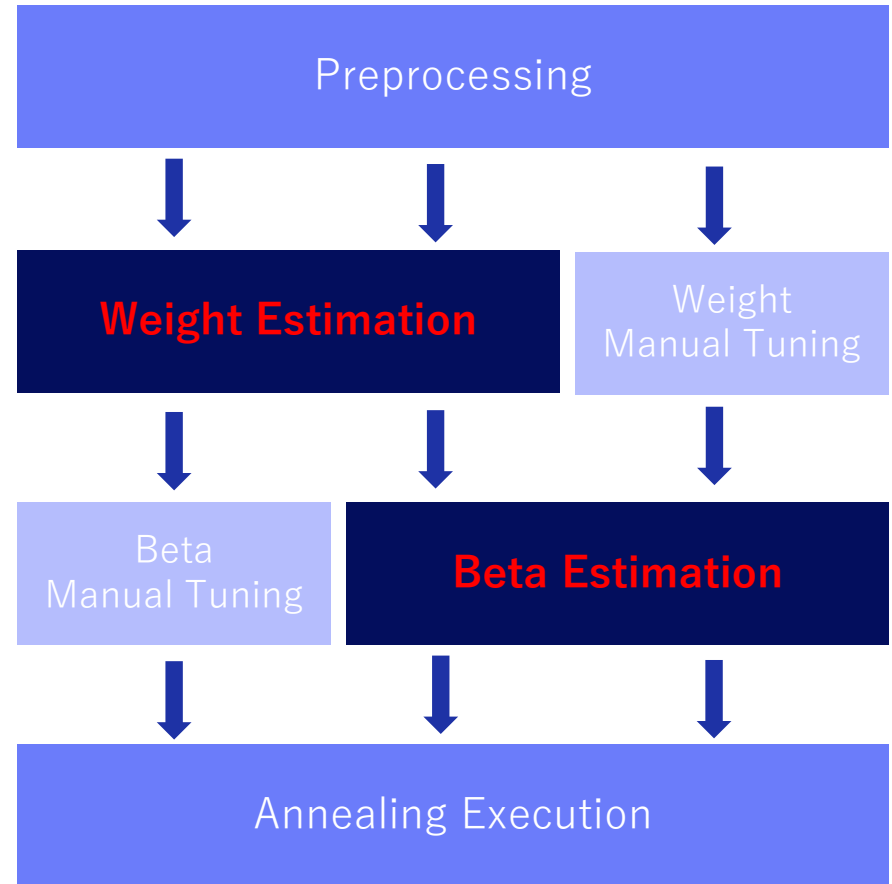 Preprocessing
Weight Estimation
Weight
Manual Tuning
Beta
Manual Tuning
Beta Estimation
Annealing Execution